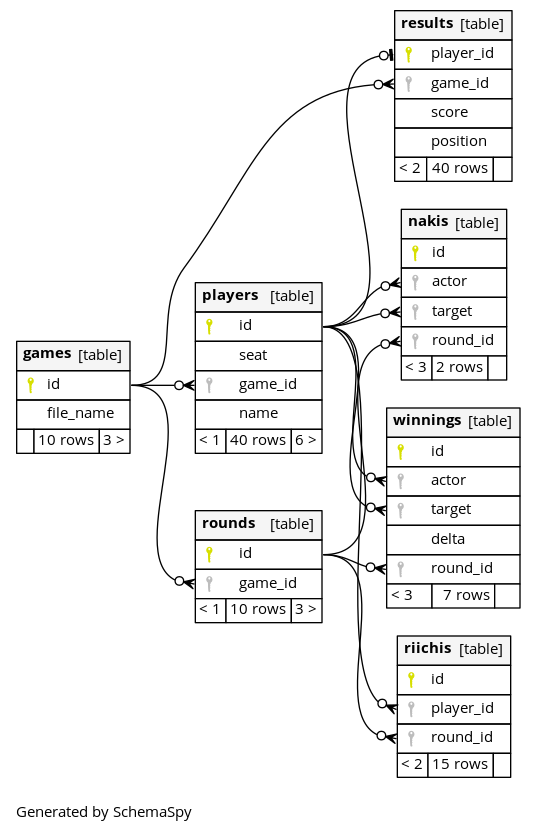 results [table]
player_id
game_id
score
position
< 2 40 rows
nakis [table]
id
actor
target
round_id
< 3 2 rows
players [table]
id
seat
game_id
name
< 1 40 rows 6 >
games [table]
id
file_name
10 rows 3 >
winnings [table]
id
actor
target
delta
round_id
< 3 7 rows
rounds [table]
id
game_id
< 1 10 rows 3 >
riichis [table]
id
player_id
round_id
< 2 15 rows
Generated by SchemaSpy